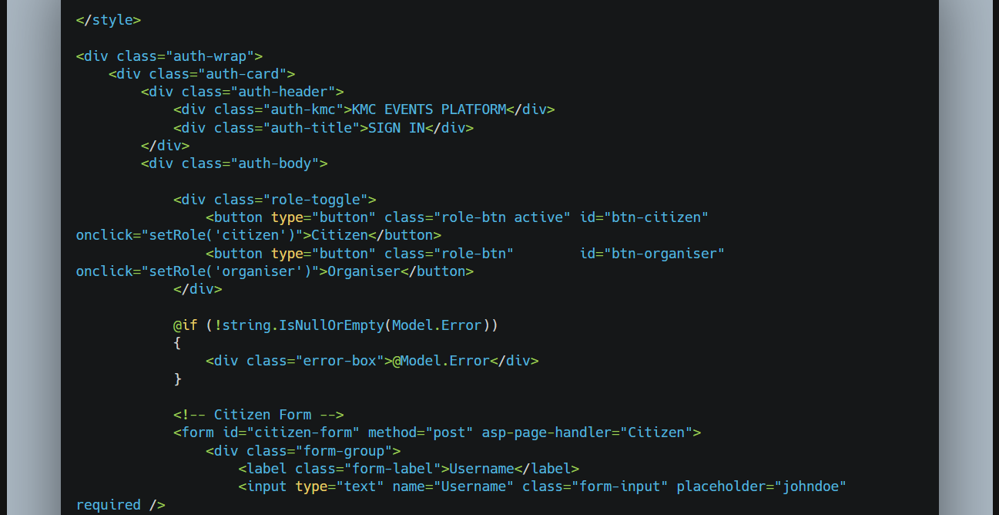 </style>
<div class="auth-wrap">
<div class="auth-card">
<div class="auth-header">
<div class="auth-kmc">KMC EVENTS PLATFORM</div>
<div class="auth-title">SIGN IN</div>
</div>
<div class="auth-body">
<div class="role-toggle">
<button type="button" class="role-btn active" id="btn-citizen"
onclick="setRole('citizen')">Citizen</button>
<button type="button" class="role-btn"        id="btn-organiser"
onclick="setRole('organiser')">Organiser</button>
</div>
@if (!string.IsNullOrEmpty(Model.Error))
{
<div class="error-box">@Model.Error</div>
}
<!-- Citizen Form -->
<form id="citizen-form" method="post" asp-page-handler="Citizen">
<div class="form-group">
<label class="form-label">Username</label>
<input type="text" name="Username" class="form-input" placeholder="johndoe"
required />